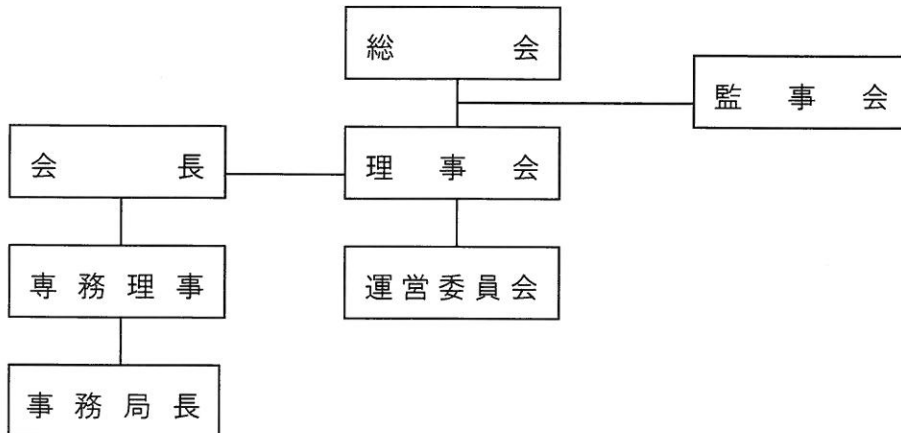 総会
監事会
会長
理事会
専務理事
運営委員会
事務局長